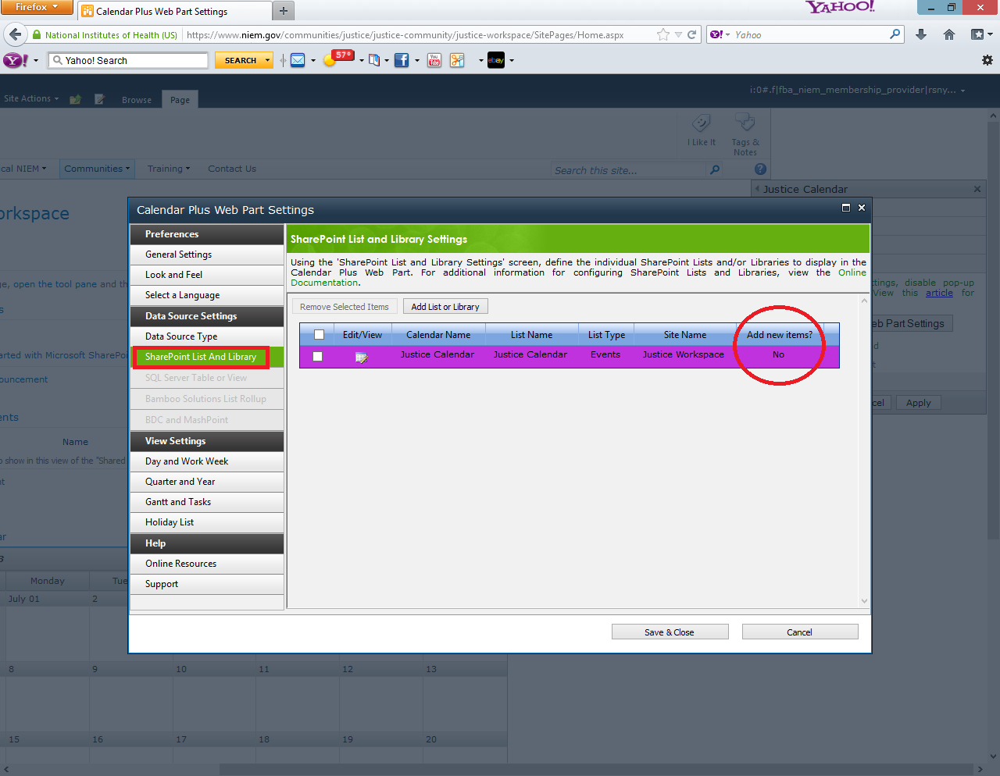 Firefox
Calendar Plus Web Part Settings
YAHOO!
National Institutes of Health (US)
https://www.niem.gov/communities/justice/justice-community/justice-workspace/SitePages/Home.aspx
Yahoo
Yahoo! Search
SEARCH
57°
You Tube
ebay
Site Actions
Browse
Page
i:0#.f|fba_niem_membership_provider|rsny...
I Like It
Tags & Notes
cal NIEM
Communities
Training
Contact Us
Search this site...
Justice Calendar
orkspace
Calendar Plus Web Part Settings
Preferences
General Settings
Look and Feel
Select a Language
Data Source Settings
Data Source Type
SharePoint List And Library
SQL Server Table or View
Bamboo Solutions List Rollup
BDC and MashPoint
View Settings
Day and Work Week
Quarter and Year
Gantt and Tasks
Holiday List
Help
Online Resources
Support
SharePoint List and Library Settings
Using the 'SharePoint List and Library Settings' screen, define the individual SharePoint Lists and/or Libraries to display in the
Calendar Plus Web Part. For additional information for configuring SharePoint Lists and Libraries, view the Online
Documentation.
Remove Selected Items
Add List or Library
Edit/View
Calendar Name
List Name
List Type
Site Name
Add new items?
Justice Calendar
Justice Calendar
Events
Justice Workspace
No
Save & Close
Cancel
e, open the tool pane and th
arted with Microsoft SharePoi
ouncement
ents
Name
o show in this view of the "Shared
nt
ar
3
Monday
Tue
July 01
2
8
9
10
11
12
13
15
16
17
18
19
20
ttings, disable pop-up
View this article for
eb Part Settings
d
t
cel
Apply